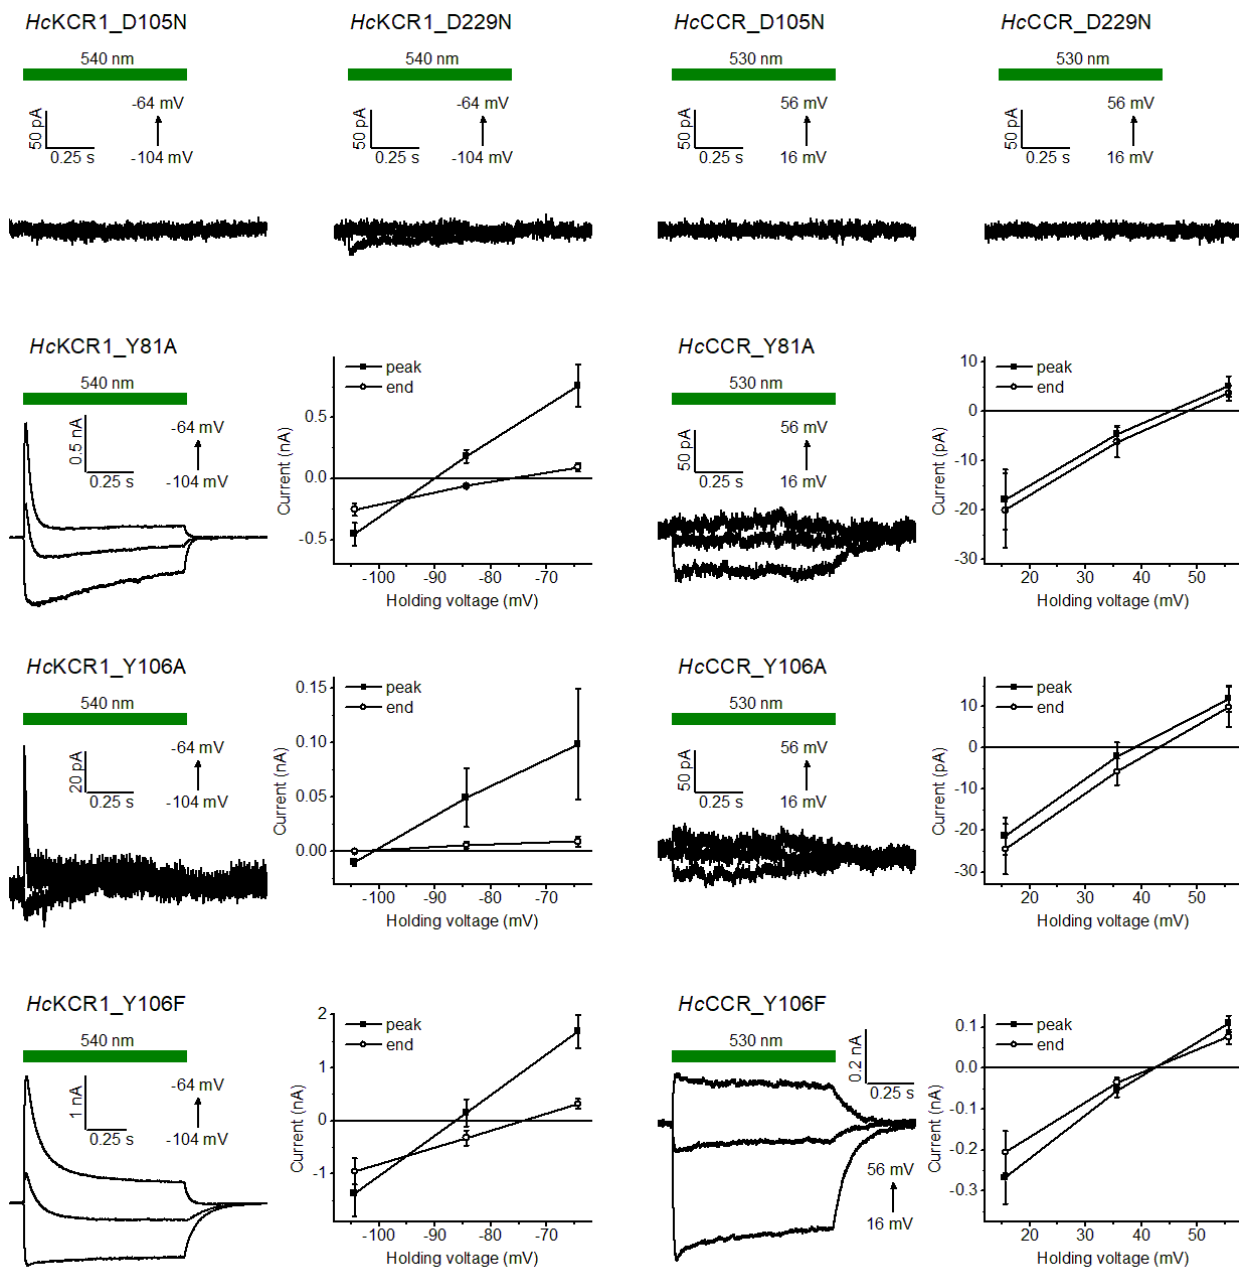 HcKCR1_D105N
540 nm
-64 mV
50 pA
0.25 s
-104 mV
HcKCR1_D229N
540 nm
-64 mV
50 pA
0.25 s
-104 mV
HcCCR_D105N
530 nm
56 mV
50 pA
0.25 s
16 mV
HcCCR_D229N
530 nm
56 mV
50 pA
0.25 s
16 mV
HcKCR1_Y81A
540 nm
-64 mV
0.5 nA
0.25 s
-104 mV
peak
end
Current (nA)
0.5
0.0
-0.5
-100 -90 -80 -70
Holding voltage (mV)
HcCCR_Y81A
530 nm
56 mV
50 pA
0.25 s
16 mV
peak
end
Current (pA)
10
0
-10
-20
-30
20 30 40 50
Holding voltage (mV)
HcKCR1_Y106A
540 nm
-64 mV
20 pA
0.25 s
-104 mV
peak
end
Current (nA)
0.15
0.10
0.05
0.00
-100 -90 -80 -70
Holding voltage (mV)
HcCCR_Y106A
530 nm
56 mV
50 pA
0.25 s
16 mV
peak
end
Current (pA)
10
0
-10
-20
-30
20 30 40 50
Holding voltage (mV)
HcKCR1_Y106F
540 nm
-64 mV
1 nA
0.25 s
-104 mV
peak
end
Current (nA)
2
1
0
-1
-100 -90 -80 -70
Holding voltage (mV)
HcCCR_Y106F
530 nm
0.2 nA
0.25 s
56 mV
16 mV
peak
end
Current (nA)
0.1
0.0
-0.1
-0.2
-0.3
20 30 40 50
Holding voltage (mV)